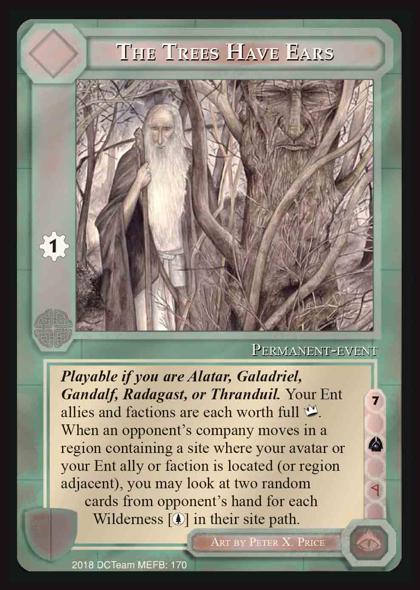 The Trees Have Ears
1
Permanent-event
Playable if you are Alatar, Galadriel,
Gandalf, Radagast, or Thranduil. Your Ent
allies and factions are each worth full .
When an opponent's company moves in a
region containing a site where your avatar or
your Ent ally or faction is located (or region
adjacent), you may look at two random
cards from opponent's hand for each
Wilderness [ ] in their site path.
7
Art by Peter X. Price
2018 DCTeam MEFB: 170